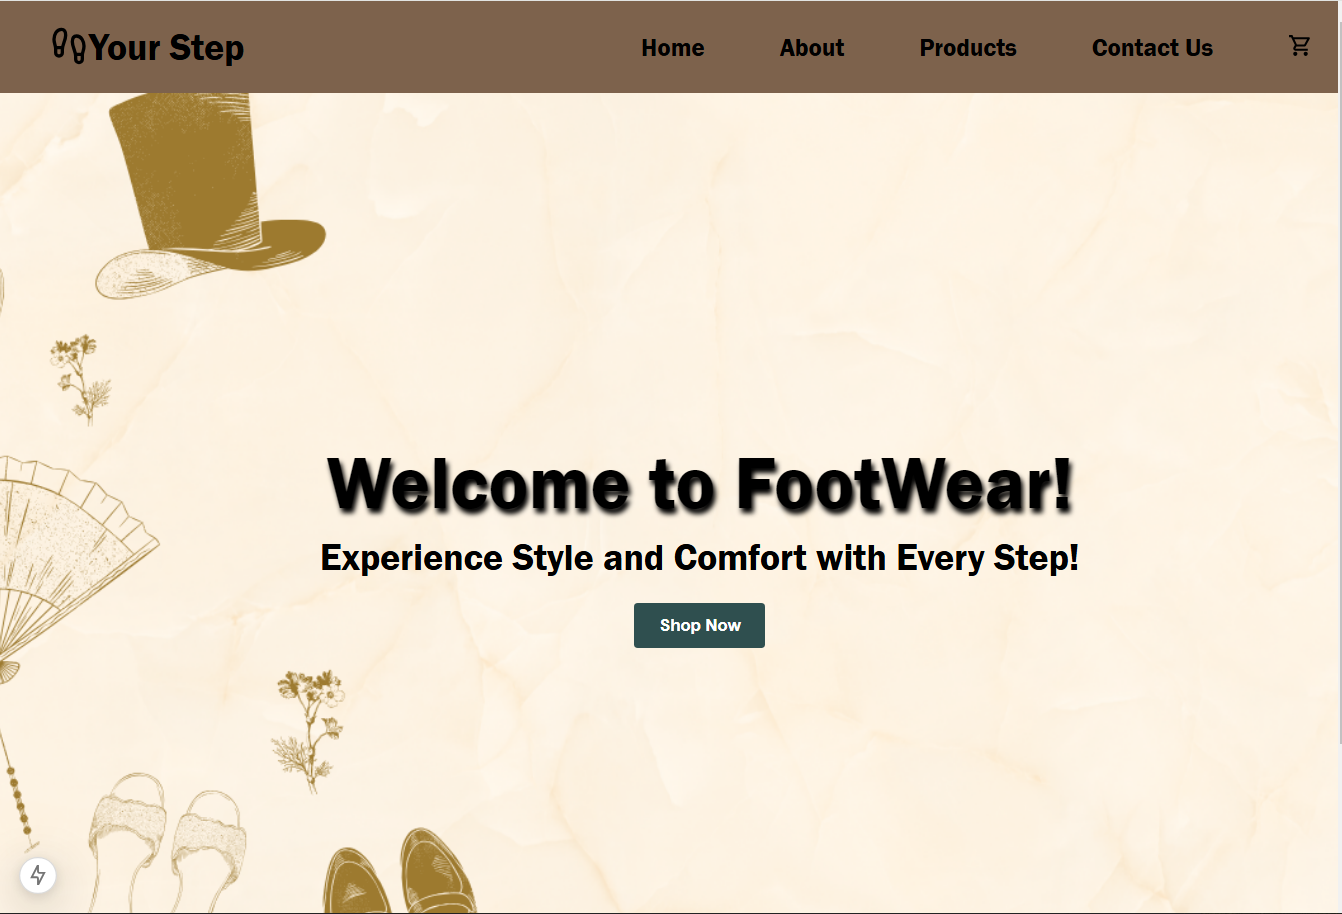 Your Step
Home About Products Contact Us
Welcome to FootWear!
Experience Style and Comfort with Every Step!
Shop Now